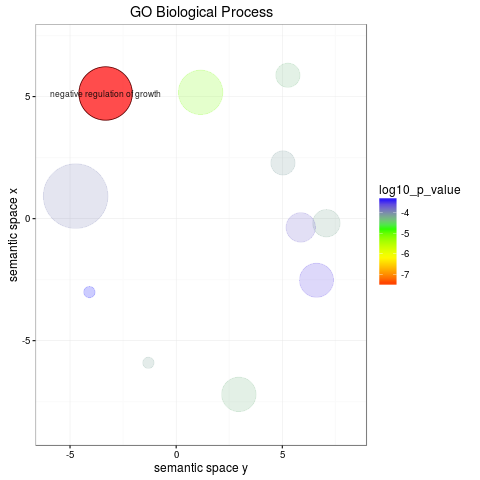 GO Biological Process
negative regulation of growth
5
0
-5
semantic space x
-5
0
5
semantic space y
log10_p_value
-4
-5
-6
-7